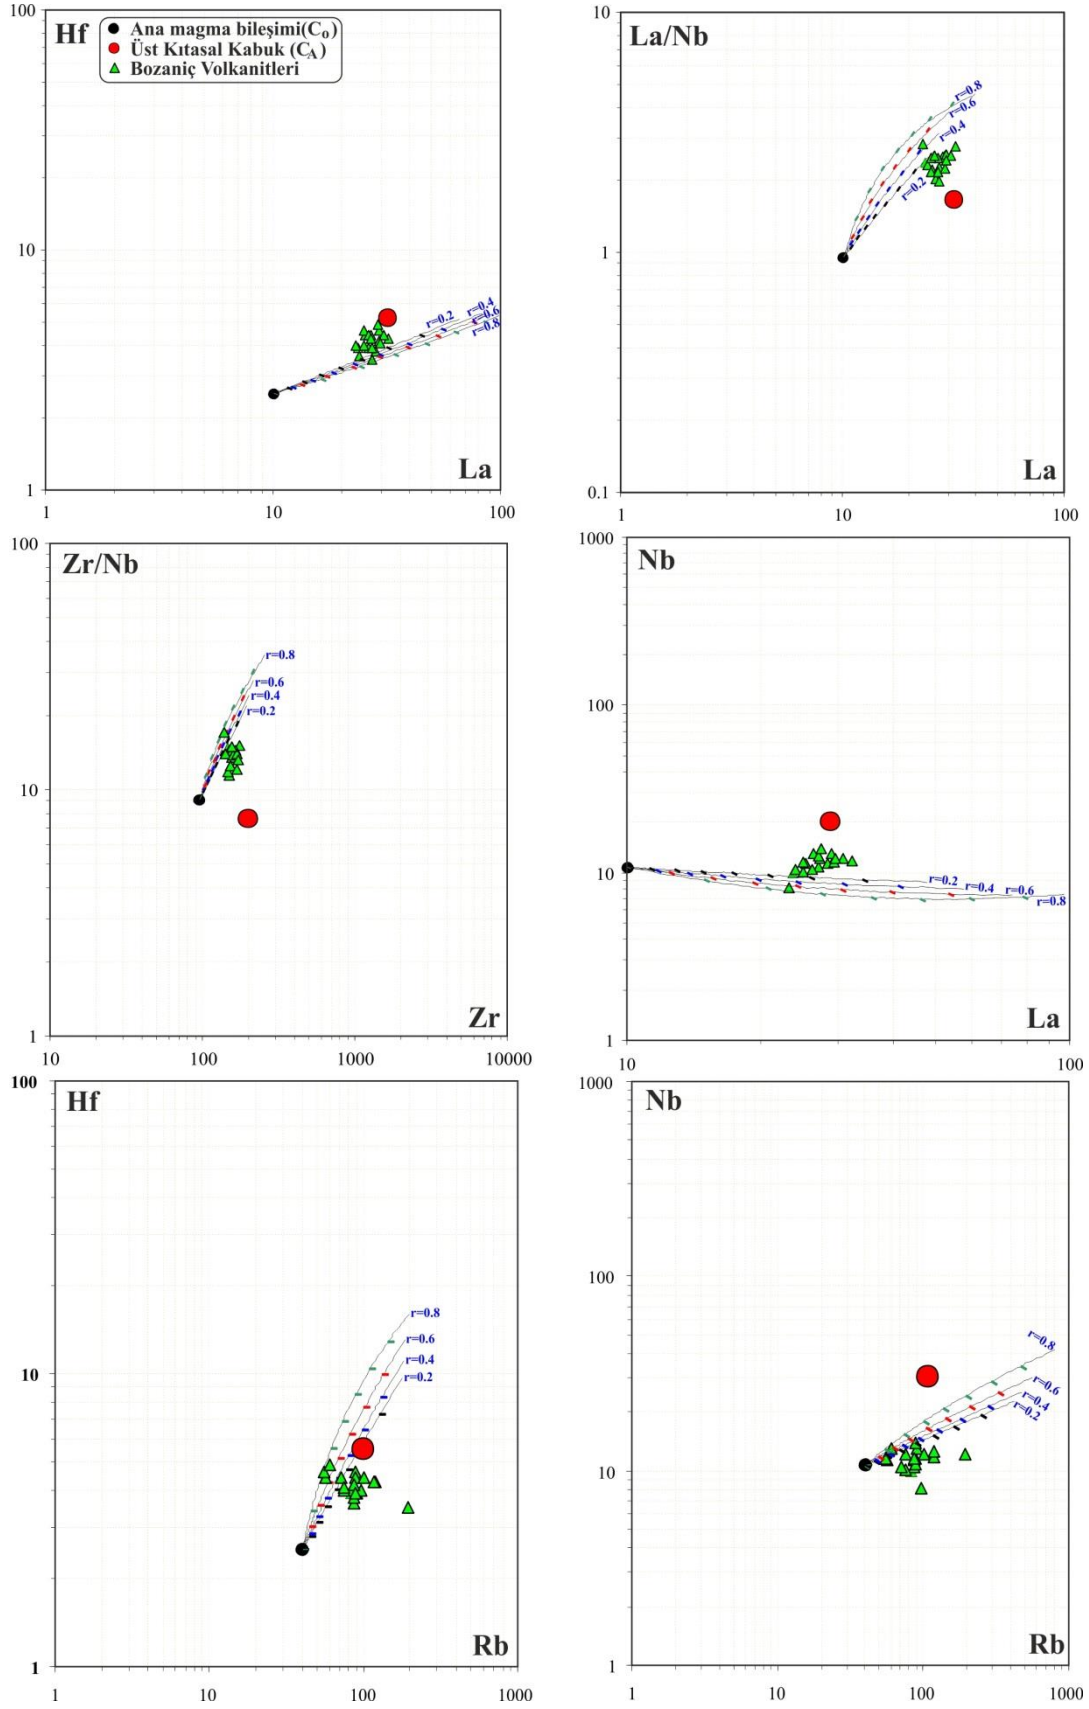 100
Hf
Ana magma bileşimi(Co)
Üst Kıtasal Kabuk (CA)
Bozaniç Volkanitleri
10
r=0.2
r=0.4
r=0.6
r=0.8
La
1
1
10
100
10
La/Nb
r=0.8
r=0.6
r=0.4
r=0.2
1
La
0.1
1
10
100
100
Zr/Nb
r=0.8
r=0.6
r=0.4
r=0.2
10
Zr
1
10
100
1000
10000
1000
Nb
100
10
r=0.2
r=0.4
r=0.6
r=0.8
La
1
10
100
100
Hf
r=0.8
r=0.6
r=0.4
r=0.2
10
Rb
1
1
10
100
1000
1000
Nb
100
r=0.8
r=0.6
r=0.4
r=0.2
10
Rb
1
1
10
100
1000